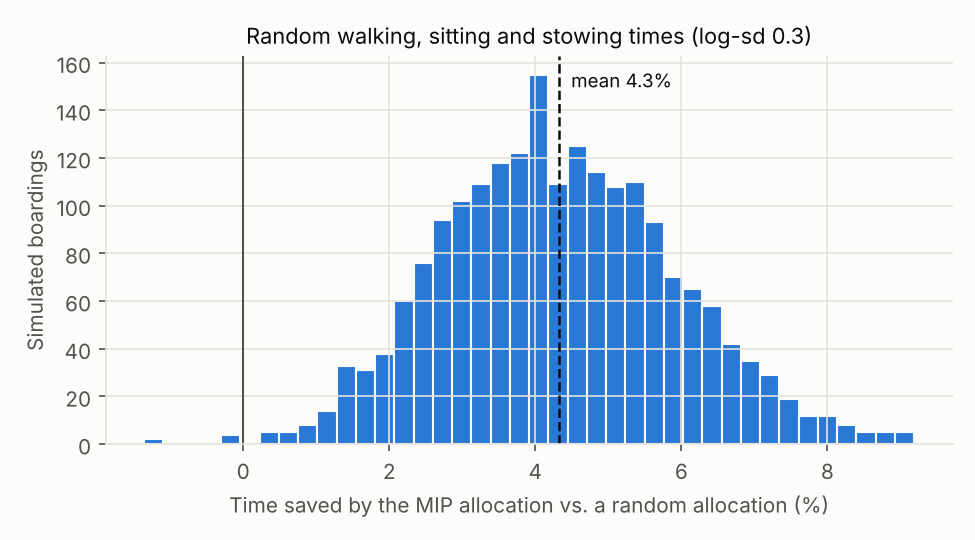 Random walking, sitting and stowing times (log-sd 0.3)
160
140
120
100
80
60
40
20
0
Simulated boardings
mean 4.3%
0 2 4 6 8
Time saved by the MIP allocation vs. a random allocation (%)